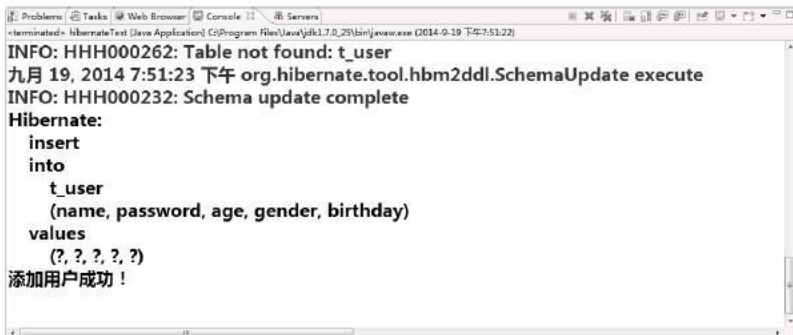 Problems Tasks Web Browser Console Servers
<terminated> hibernateTest [Java Application] C:\Program Files\Java\jdk1.7.0_25\bin\javaw.exe (2014-9-19 下午7:51:22)
INFO: HHH000262: Table not found: t_user
九月 19, 2014 7:51:23 下午 org.hibernate.tool.hbm2ddl.SchemaUpdate execute
INFO: HHH000232: Schema update complete
Hibernate:
insert
into
t_user
(name, password, age, gender, birthday)
values
(?, ?, ?, ?, ?)
添加用户成功！